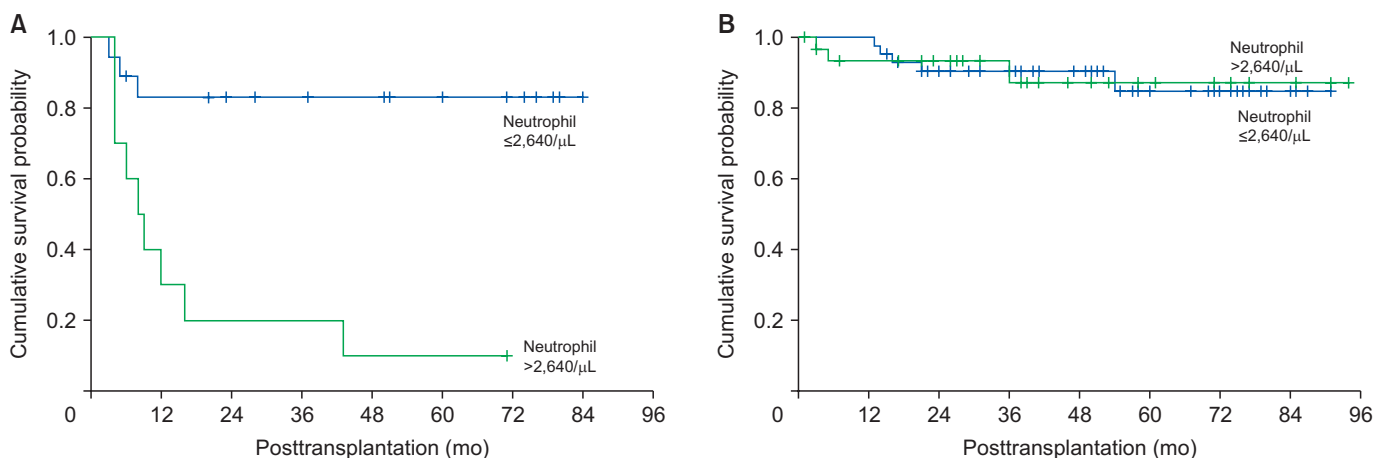 A
Cumulative survival probability
1.0
0.8
0.6
0.4
0.2
0
12
24
36
48
60
72
84
96
Posttransplantation (mo)
Neutrophil
≤2,640/μL
Neutrophil
>2,640/μL
B
Cumulative survival probability
1.0
0.8
0.6
0.4
0.2
0
12
24
36
48
60
72
84
96
Posttransplantation (mo)
Neutrophil
>2,640/μL
Neutrophil
≤2,640/μL